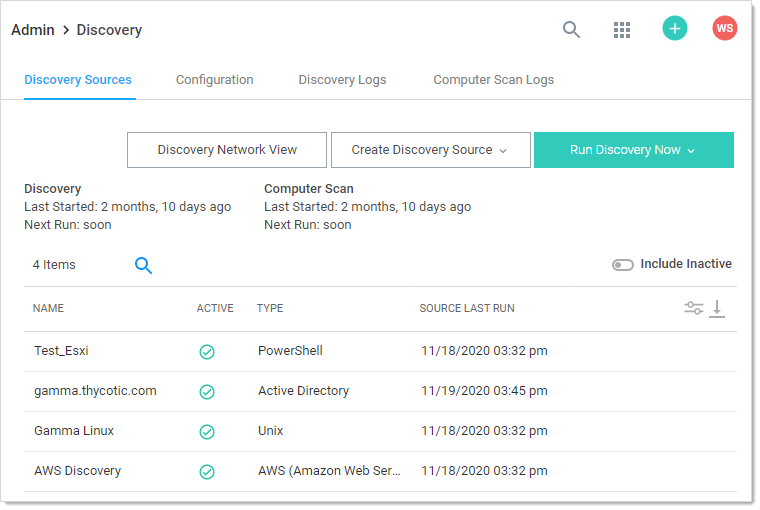 Admin > Discovery
WS
Discovery Sources Configuration Discovery Logs Computer Scan Logs
Discovery Network View Create Discovery Source Run Discovery Now
Discovery Computer Scan
Last Started: 2 months, 10 days ago Last Started: 2 months, 10 days ago
Next Run: soon Next Run: soon
4 Items Include Inactive
NAME ACTIVE TYPE SOURCE LAST RUN
Test_Esxi PowerShell 11/18/2020 03:32 pm
gamma.thycotic.com Active Directory 11/19/2020 03:45 pm
Gamma Linux Unix 11/18/2020 03:32 pm
AWS Discovery AWS (Amazon Web Ser... 11/18/2020 03:32 pm